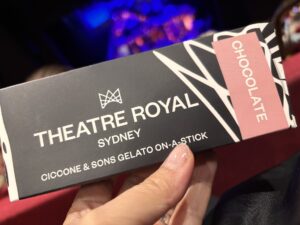 THEATRE ROYAL
SYDNEY
CICCONE & SONS GELATO ON-A-STICK
CHOCOLATE